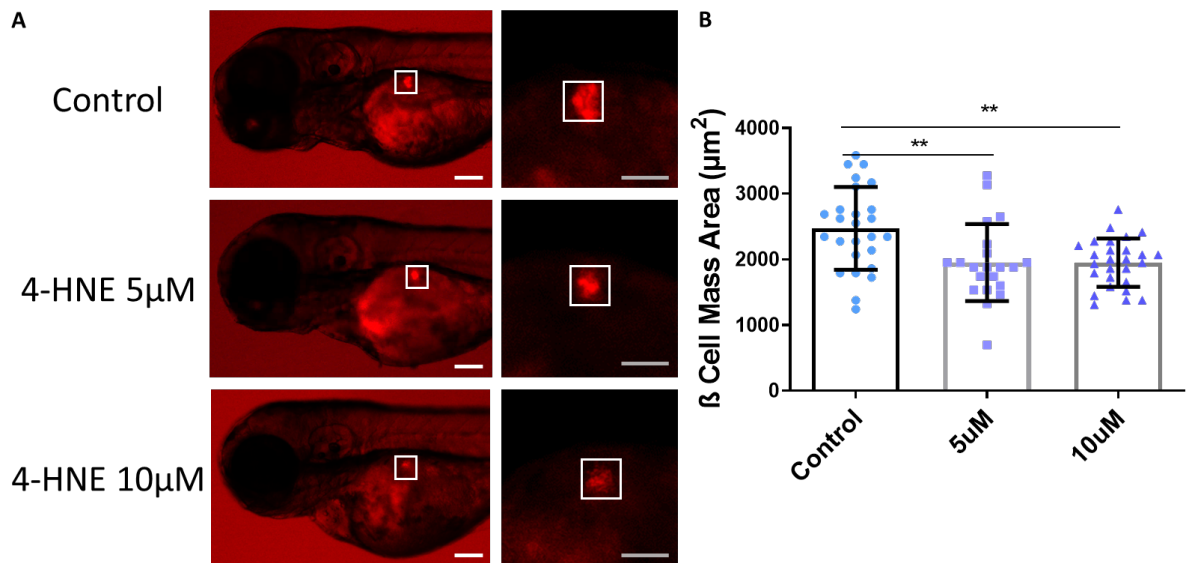 A
Control
4-HNE 5μM
4-HNE 10μM
B
**
**
ß Cell Mass Area (μm²)
4000
3000
2000
1000
0
Control
5uM
10uM